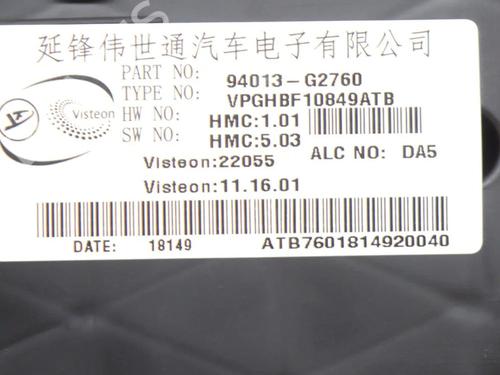 延锋伟世通汽车电子有限公司
PART NO: 94013-G2760
TYPE NO: VPGHBF10849ATB
HW NO: HMC:1.01
SW NO: HMC:5.03
Visteon
Visteon:22055 ALC NO: DA5
Visteon:11.16.01
DATE: 18149 ATB7601814920040